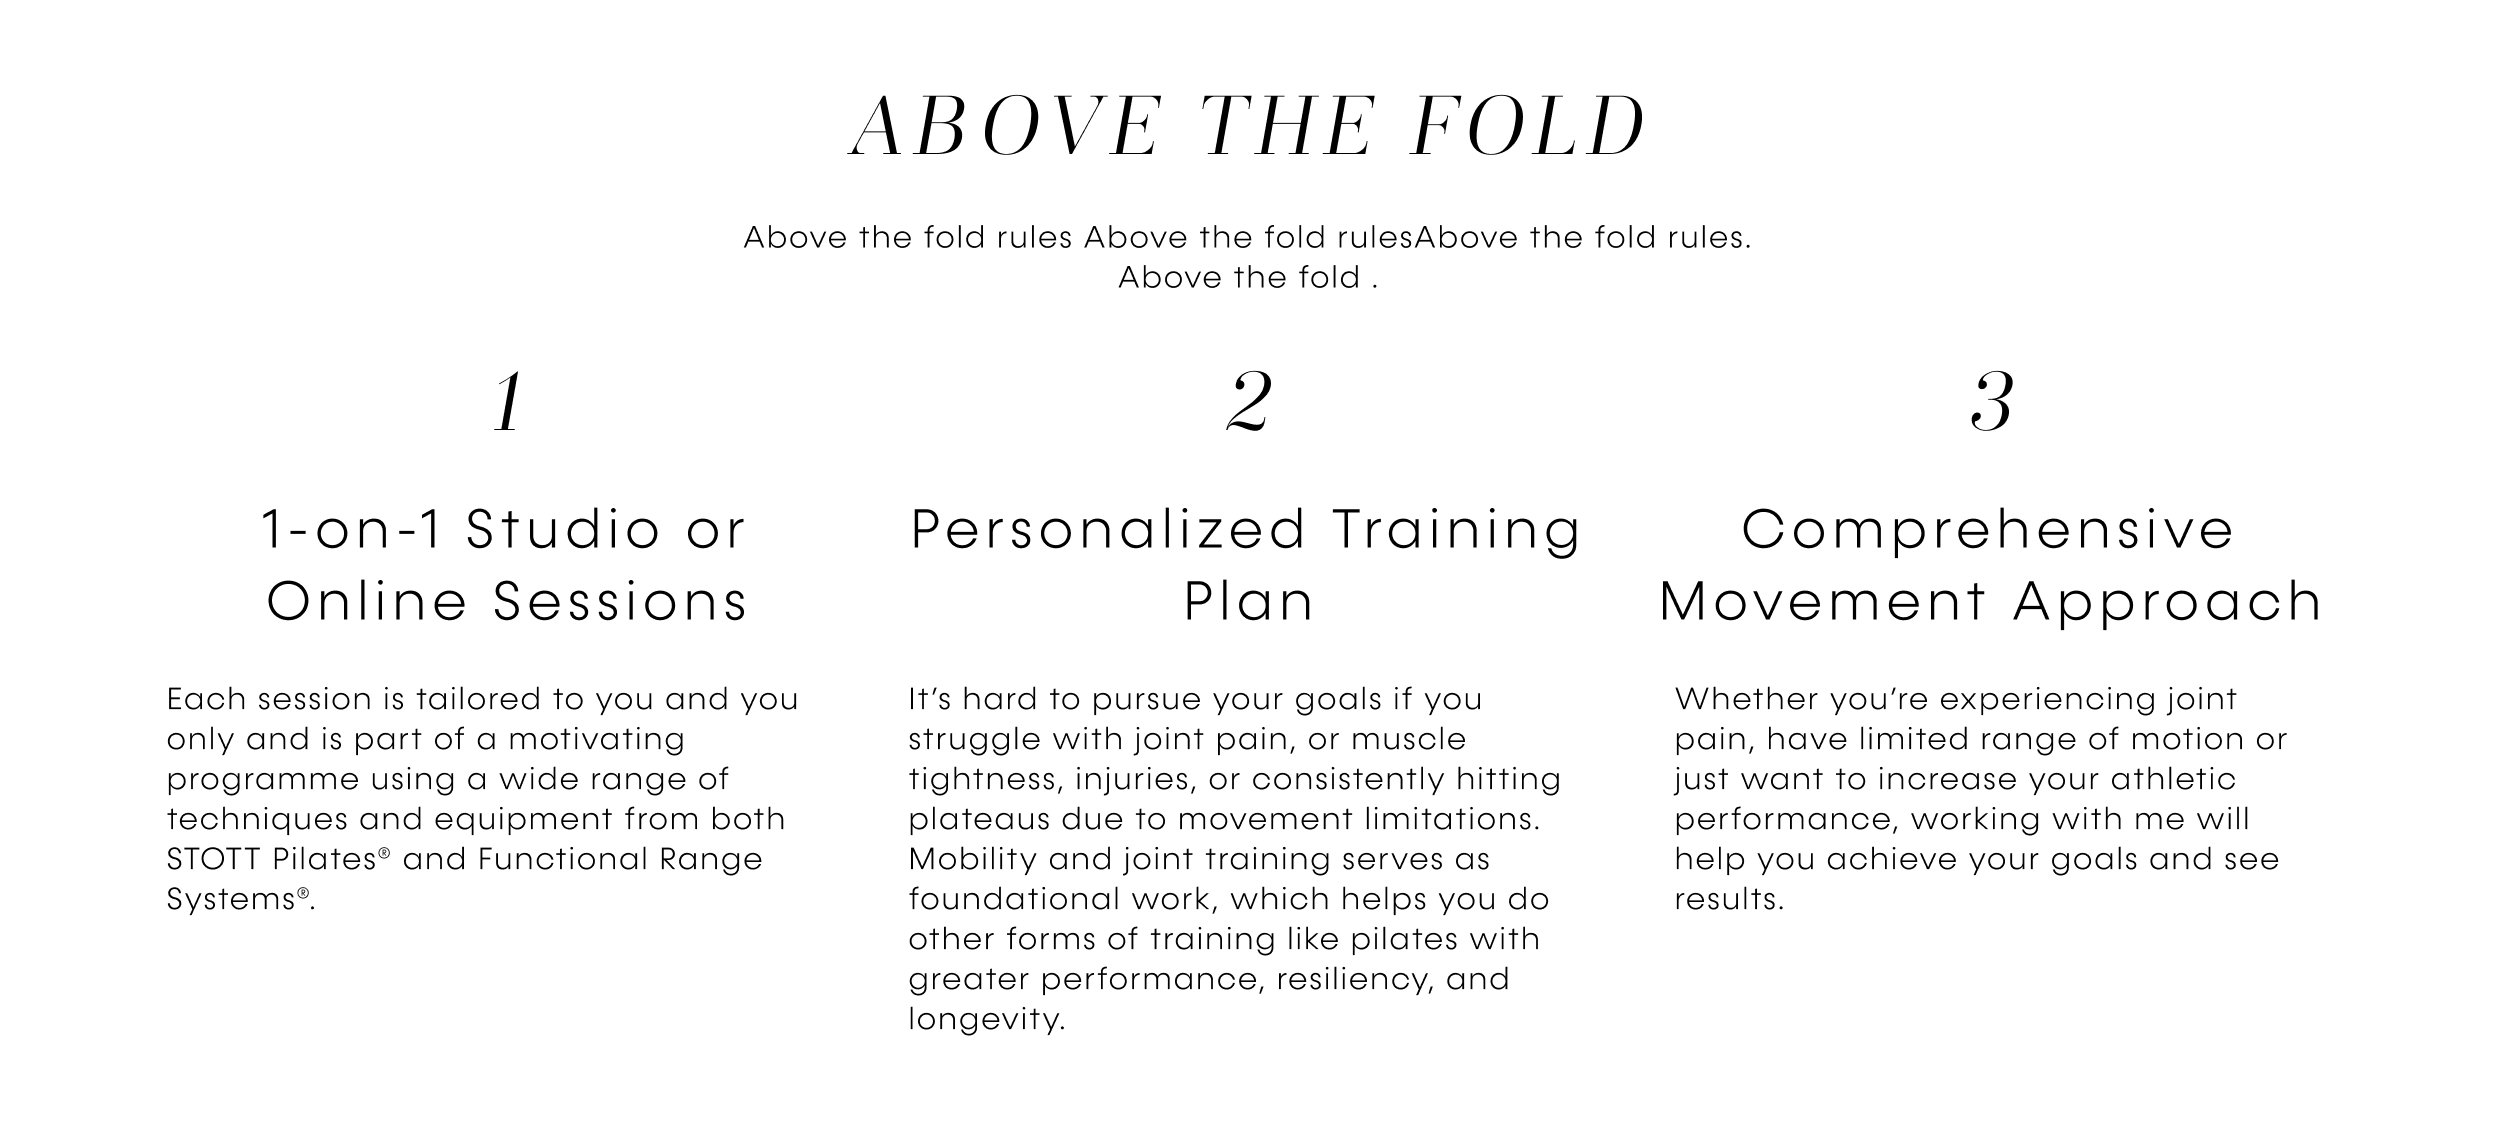 ABOVE THE FOLD
Above the fold rules Above the fold rulesAbove the fold rules.
Above the fold .
1
1-on-1 Studio or
Online Sessions
Each session is tailored to you and you
only and is part of a motivating
programme using a wide range of
techniques and equipment from both
STOTT Pilates® and Functional Range
Systems®.
2
Personalized Training
Plan
It’s hard to pursue your goals if you
struggle with joint pain, or muscle
tightness, injuries, or consistently hitting
plateaus due to movement limitations.
Mobility and joint training serves as
foundational work, which helps you do
other forms of training like pilates with
greater performance, resiliency, and
longevity.
3
Comprehensive
Movement Approach
Whether you’re experiencing joint
pain, have limited range of motion or
just want to increase your athletic
performance, working with me will
help you achieve your goals and see
results.